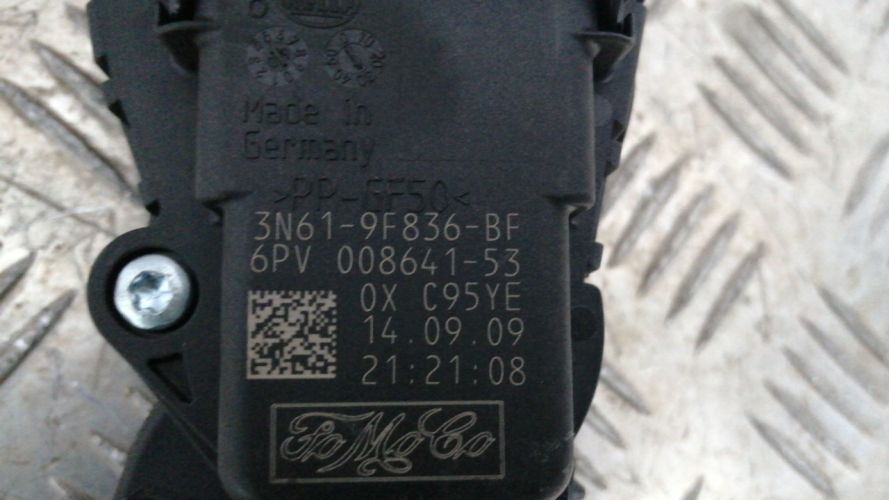 Made In
Germany
>PP-GF50<
3N61-9F836-BF
6PV 008641-53
0X C95YE
14.09.09
21:21:08
FoMoCo